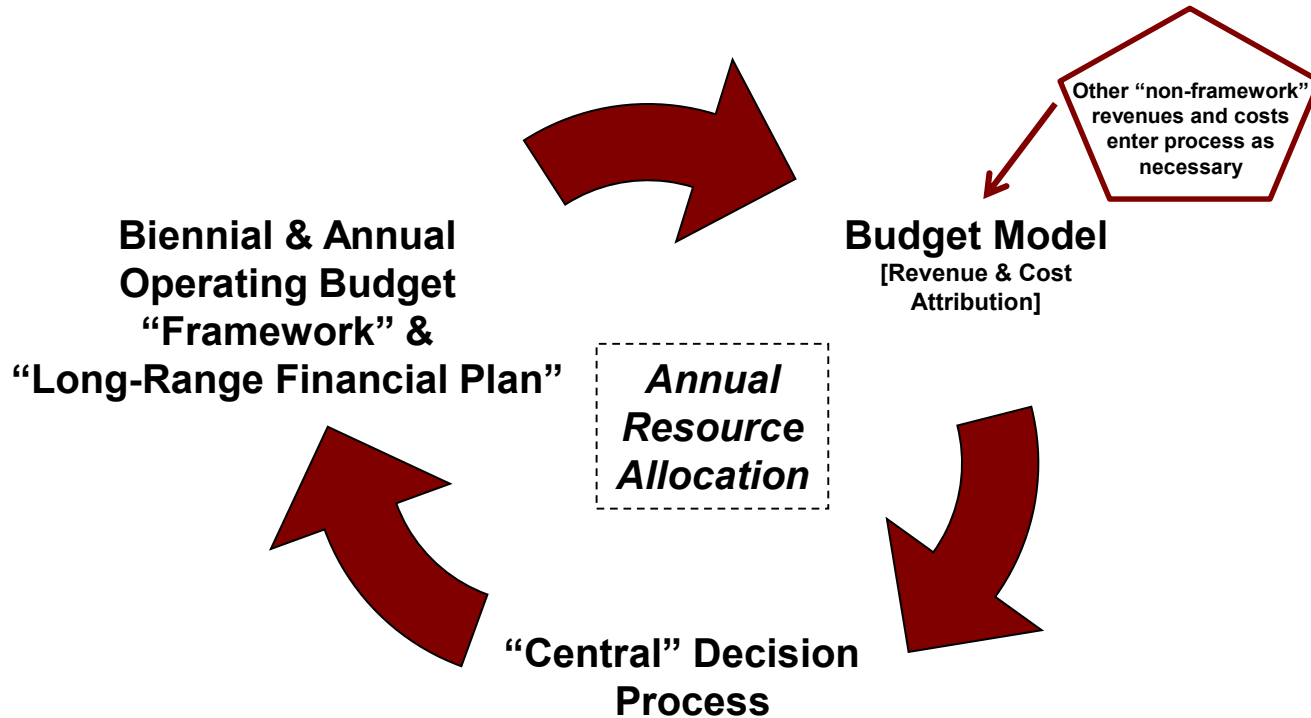 Other “non-framework”
revenues and costs
enter process as
necessary
Biennial & Annual
Operating Budget
“Framework” &
“Long-Range Financial Plan”
Budget Model
[Revenue & Cost
Attribution]
Annual
Resource
Allocation
“Central” Decision
Process